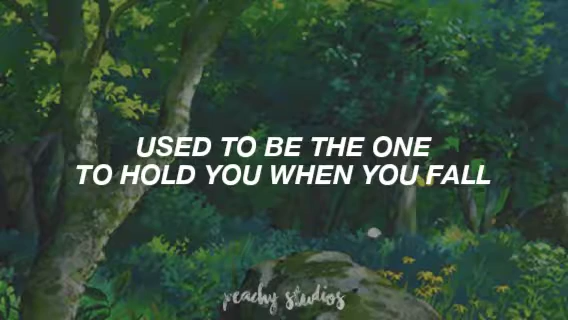 USED TO BE THE ONE
TO HOLD YOU WHEN YOU FALL
peachy studios